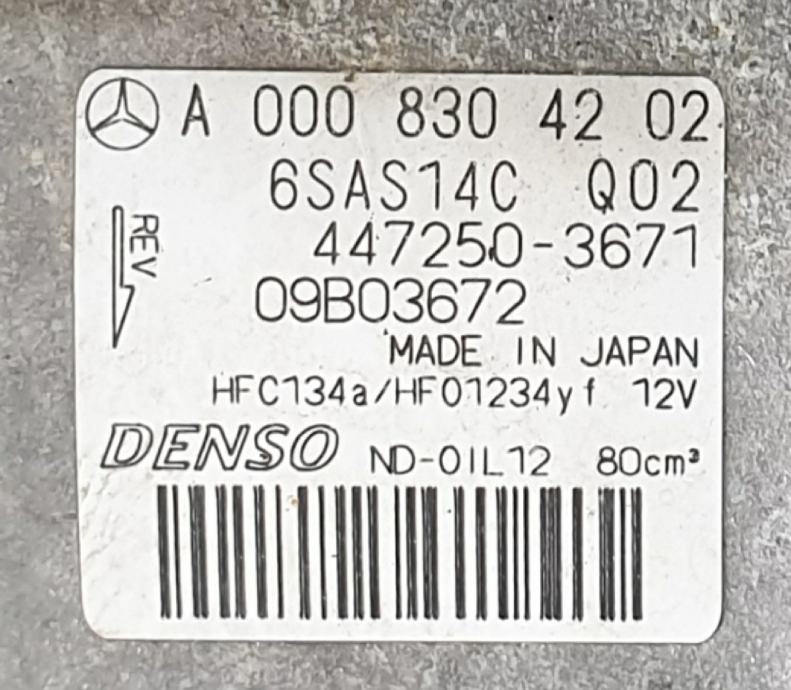 A 000 830 42 02
6SAS14C Q02
REV
447250-3671
09B03672
MADE IN JAPAN
HFC134a/HFO1234yf 12V
DENSO ND-OIL12 80cm³